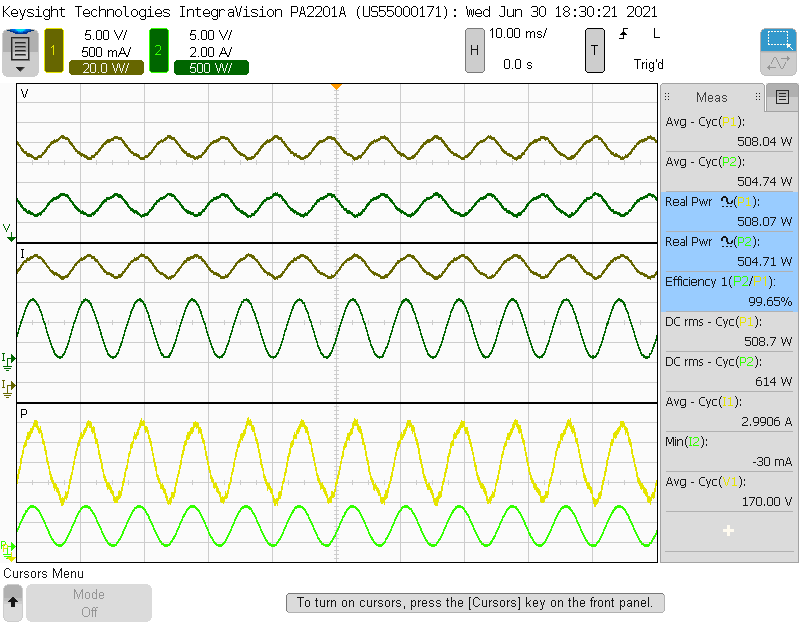 Keysight Technologies IntegraVision PA2201A (US55000171): Wed Jun 30 18:30:21 2021
1
5.00 V/
500 mA/
20.0 W/
2
5.00 V/
2.00 A/
500 W/
H
10.00 ms/
0.0 s
T
L
Trig'd
V
V
I
I
I
P
P
Meas
Avg - Cyc(P1):
508.04 W
Avg - Cyc(P2):
504.74 W
Real Pwr (P1):
508.07 W
Real Pwr (P2):
504.71 W
Efficiency 1(P2/P1):
99.65%
DC rms - Cyc(P1):
508.7 W
DC rms - Cyc(P2):
614 W
Avg - Cyc(I1):
2.9906 A
Min(I2):
-30 mA
Avg - Cyc(V1):
170.00 V
Cursors Menu
Mode
Off
To turn on cursors, press the [Cursors] key on the front panel.